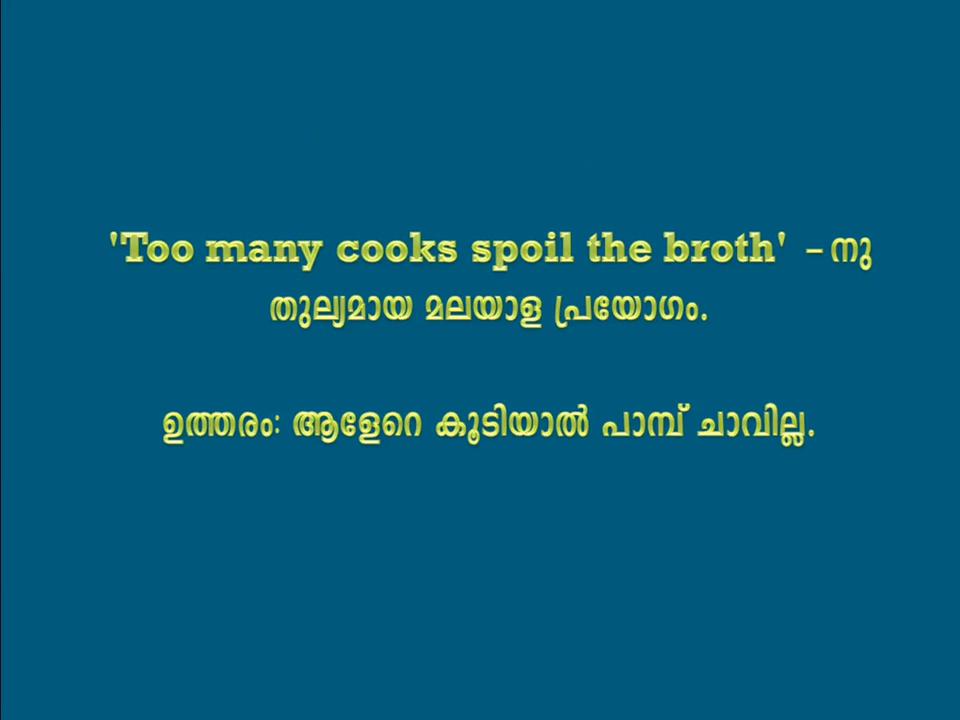 'Too many cooks spoil the broth' – നു
തുല്യമായ മലയാള പ്രയോഗം.
ഉത്തരം: ആളേറെ കൂടിയാൽ പാമ്പ് ചാവില്ല.